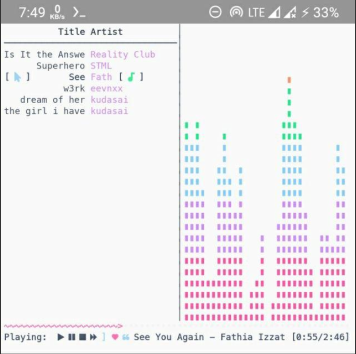 7:49 0 KB/s >_ LTE 33%
Title Artist
Is It the Answe Reality Club
Superhero STML
[ ] See Fath [ ]
w3rk eevnxx
dream of her kudasai
the girl i have kudasai
Playing: ] See You Again - Fathia Izzat [0:55/2:46]